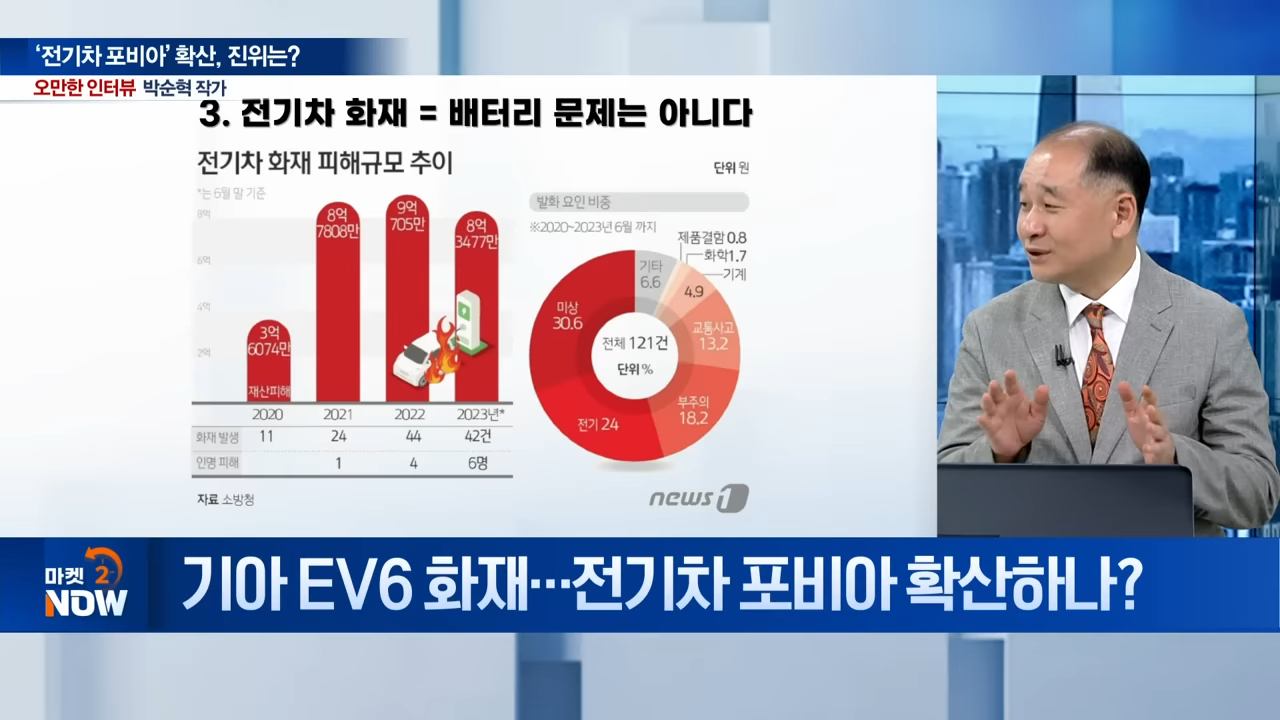 ‘전기차 포비아’ 확산, 진위는?
오만한 인터뷰 박순혁 작가
3. 전기차 화재 = 배터리 문제는 아니다
전기차 화재 피해규모 추이
단위 원
*는 6월 말 기준
8억
6억
4억
2억
3억
6074만
재산피해
8억
7808만
9억
705만
8억
3477만
2020 2021 2022 2023년*
화재 발생 11 24 44 42건
인명 피해 1 4 6명
자료 소방청
발화 요인 비중
※2020~2023년 6월 까지
제품결함 0.8
화학 1.7
기계
4.9
기타
6.6
미상
30.6
교통사고
13.2
부주의
18.2
전기 24
전체 121건
단위 %
news1
마켓 2
NOW
기아 EV6 화재…전기차 포비아 확산하나?